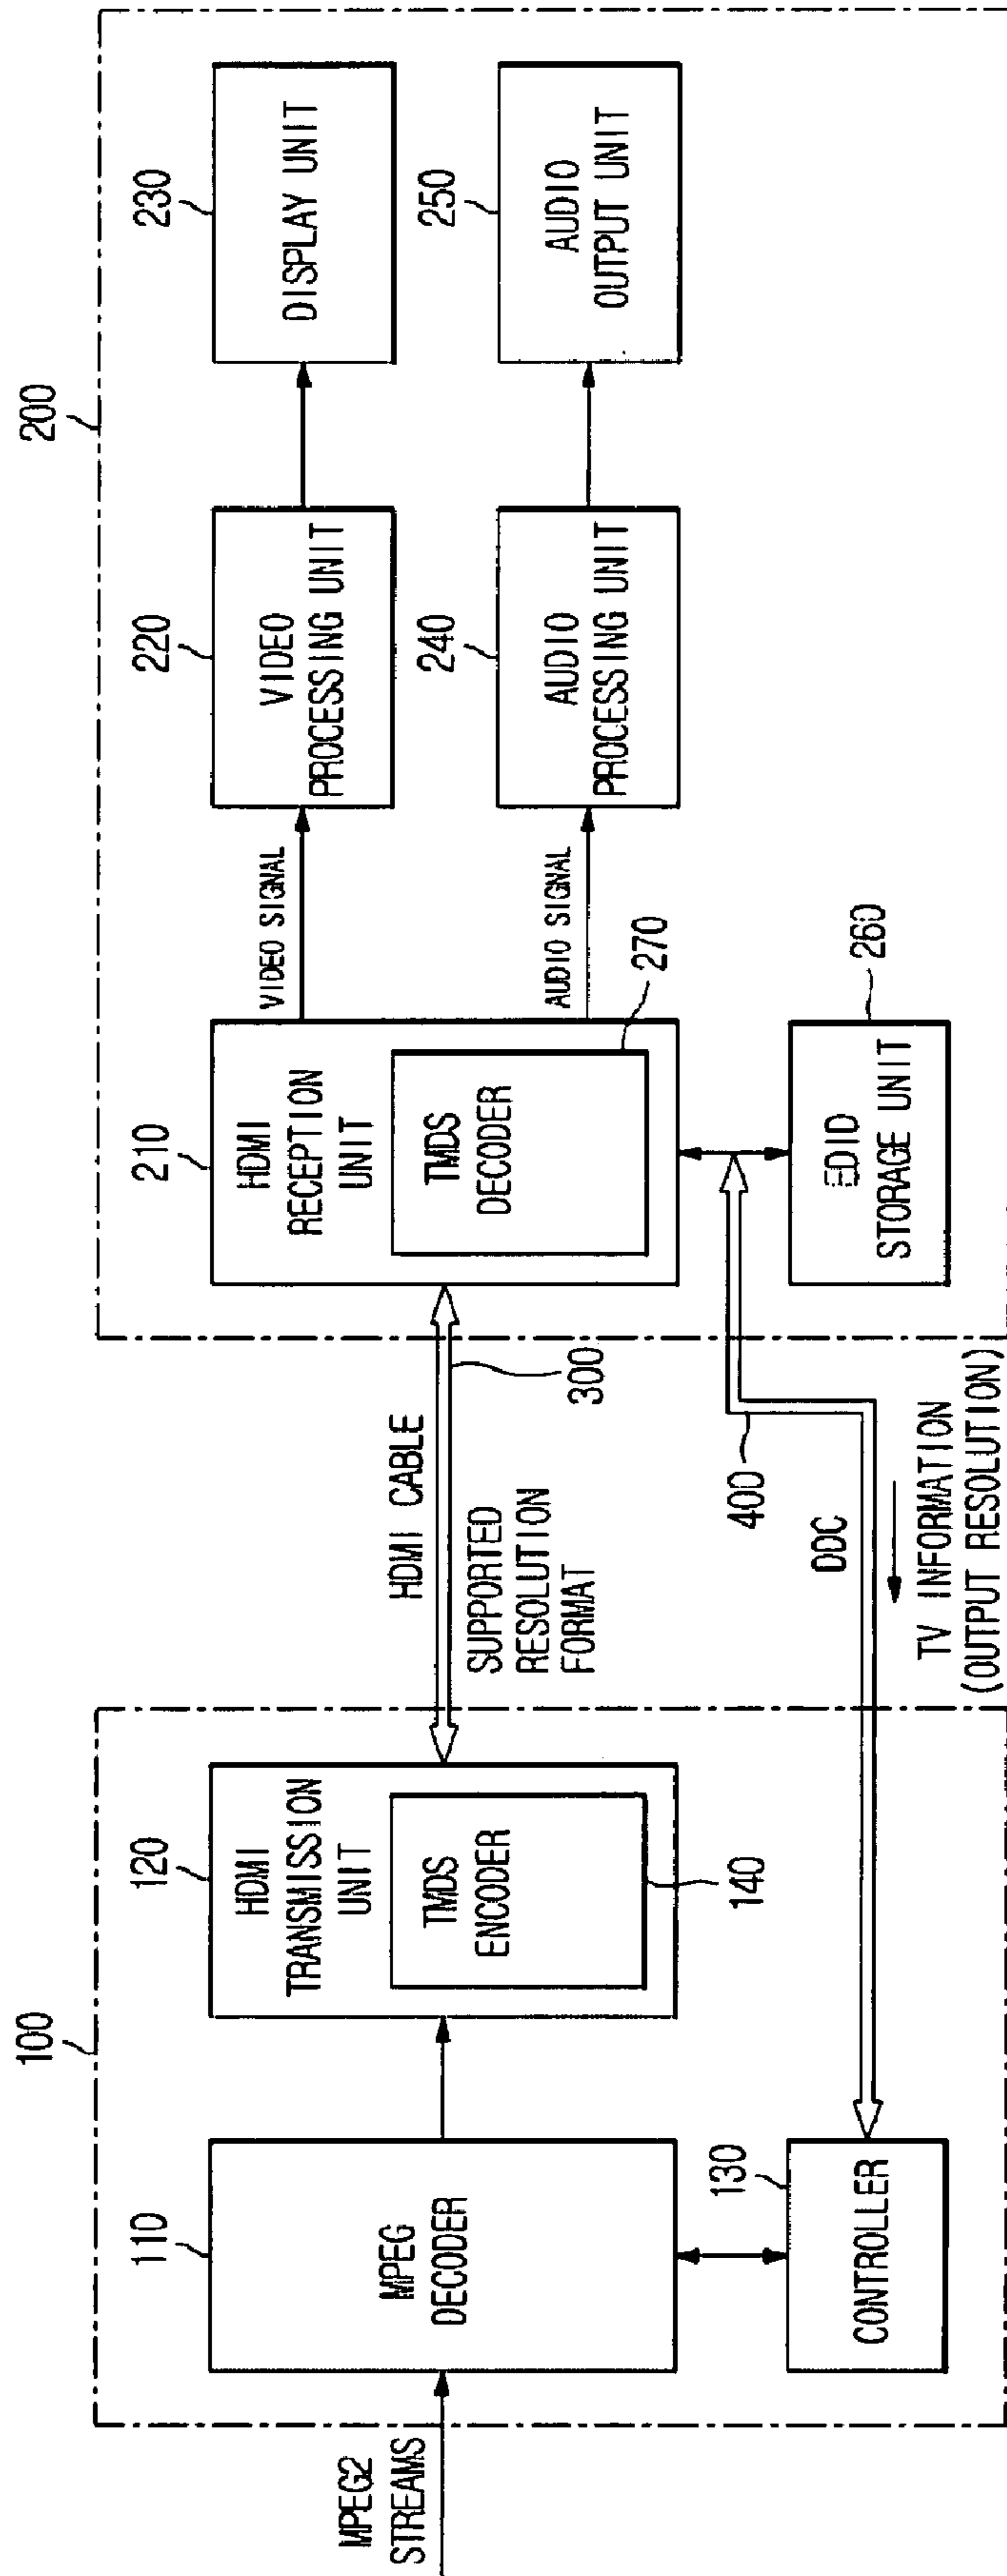 100
200
MPEG2
STREAMS
110
MPEG
DECODER
130
CONTROLLER
120
HDMI
TRANSMISSION
UNIT
TMDS
ENCODER
140
HDMI CABLE
300
SUPPORTED
RESOLUTION
FORMAT
400
DDC
TV INFORMATION
(OUTPUT RESOLUTION)
210
HDMI
RECEPTION
UNIT
TMDS
DECODER
270
EDID
STORAGE UNIT
260
VIDEO SIGNAL
AUDIO SIGNAL
220
VIDEO
PROCESSING UNIT
240
AUDIO
PROCESSING UNIT
230
DISPLAY UNIT
250
AUDIO
OUTPUT UNIT